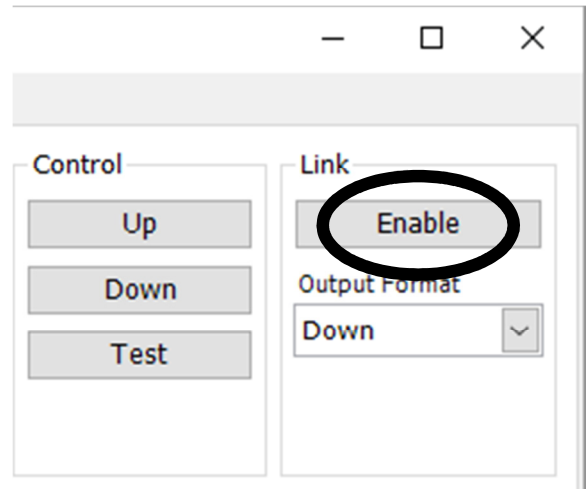 Control
Up
Down
Test
Link
Enable
Output Format
Down